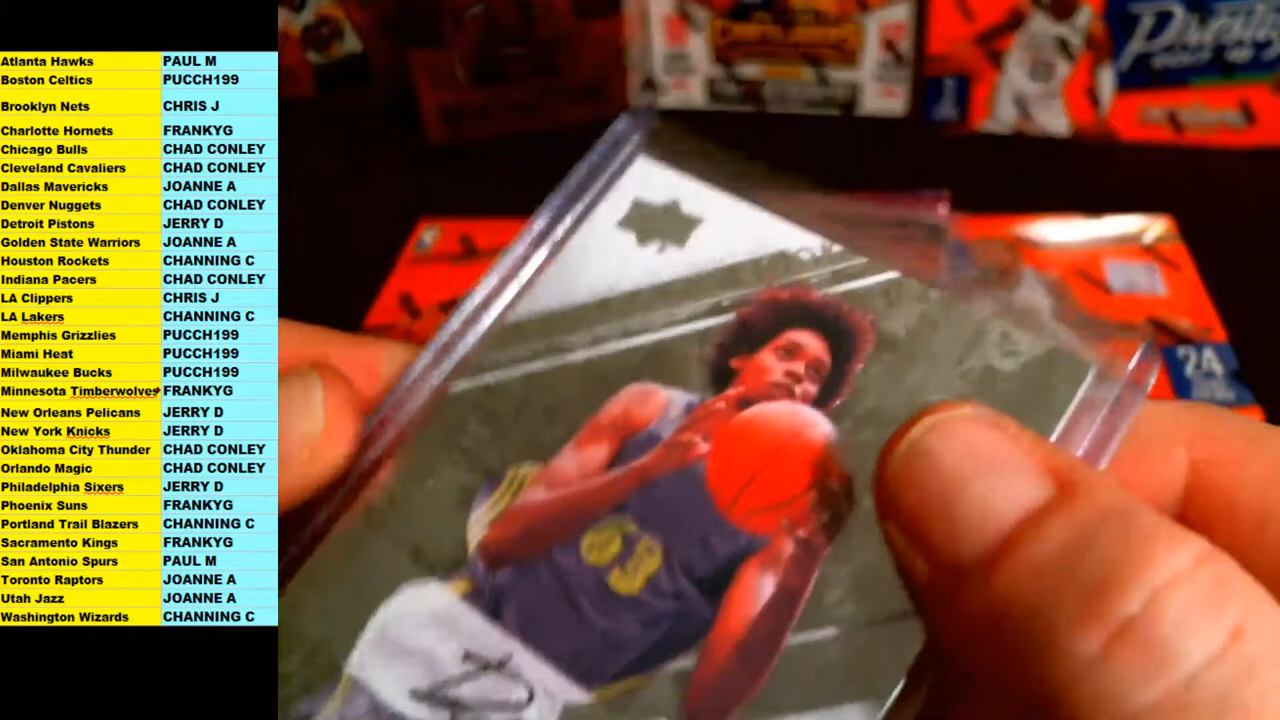 Atlanta Hawks PAUL M
Boston Celtics PUCCH199
Brooklyn Nets CHRIS J
Charlotte Hornets FRANKYG
Chicago Bulls CHAD CONLEY
Cleveland Cavaliers CHAD CONLEY
Dallas Mavericks JOANNE A
Denver Nuggets CHAD CONLEY
Detroit Pistons JERRY D
Golden State Warriors JOANNE A
Houston Rockets CHANNING C
Indiana Pacers CHAD CONLEY
LA Clippers CHRIS J
LA Lakers CHANNING C
Memphis Grizzlies PUCCH199
Miami Heat PUCCH199
Milwaukee Bucks PUCCH199
Minnesota Timberwolves FRANKYG
New Orleans Pelicans JERRY D
New York Knicks JERRY D
Oklahoma City Thunder CHAD CONLEY
Orlando Magic CHAD CONLEY
Philadelphia Sixers JERRY D
Phoenix Suns FRANKYG
Portland Trail Blazers CHANNING C
Sacramento Kings FRANKYG
San Antonio Spurs PAUL M
Toronto Raptors JOANNE A
Utah Jazz JOANNE A
Washington Wizards CHANNING C
Prestige
24